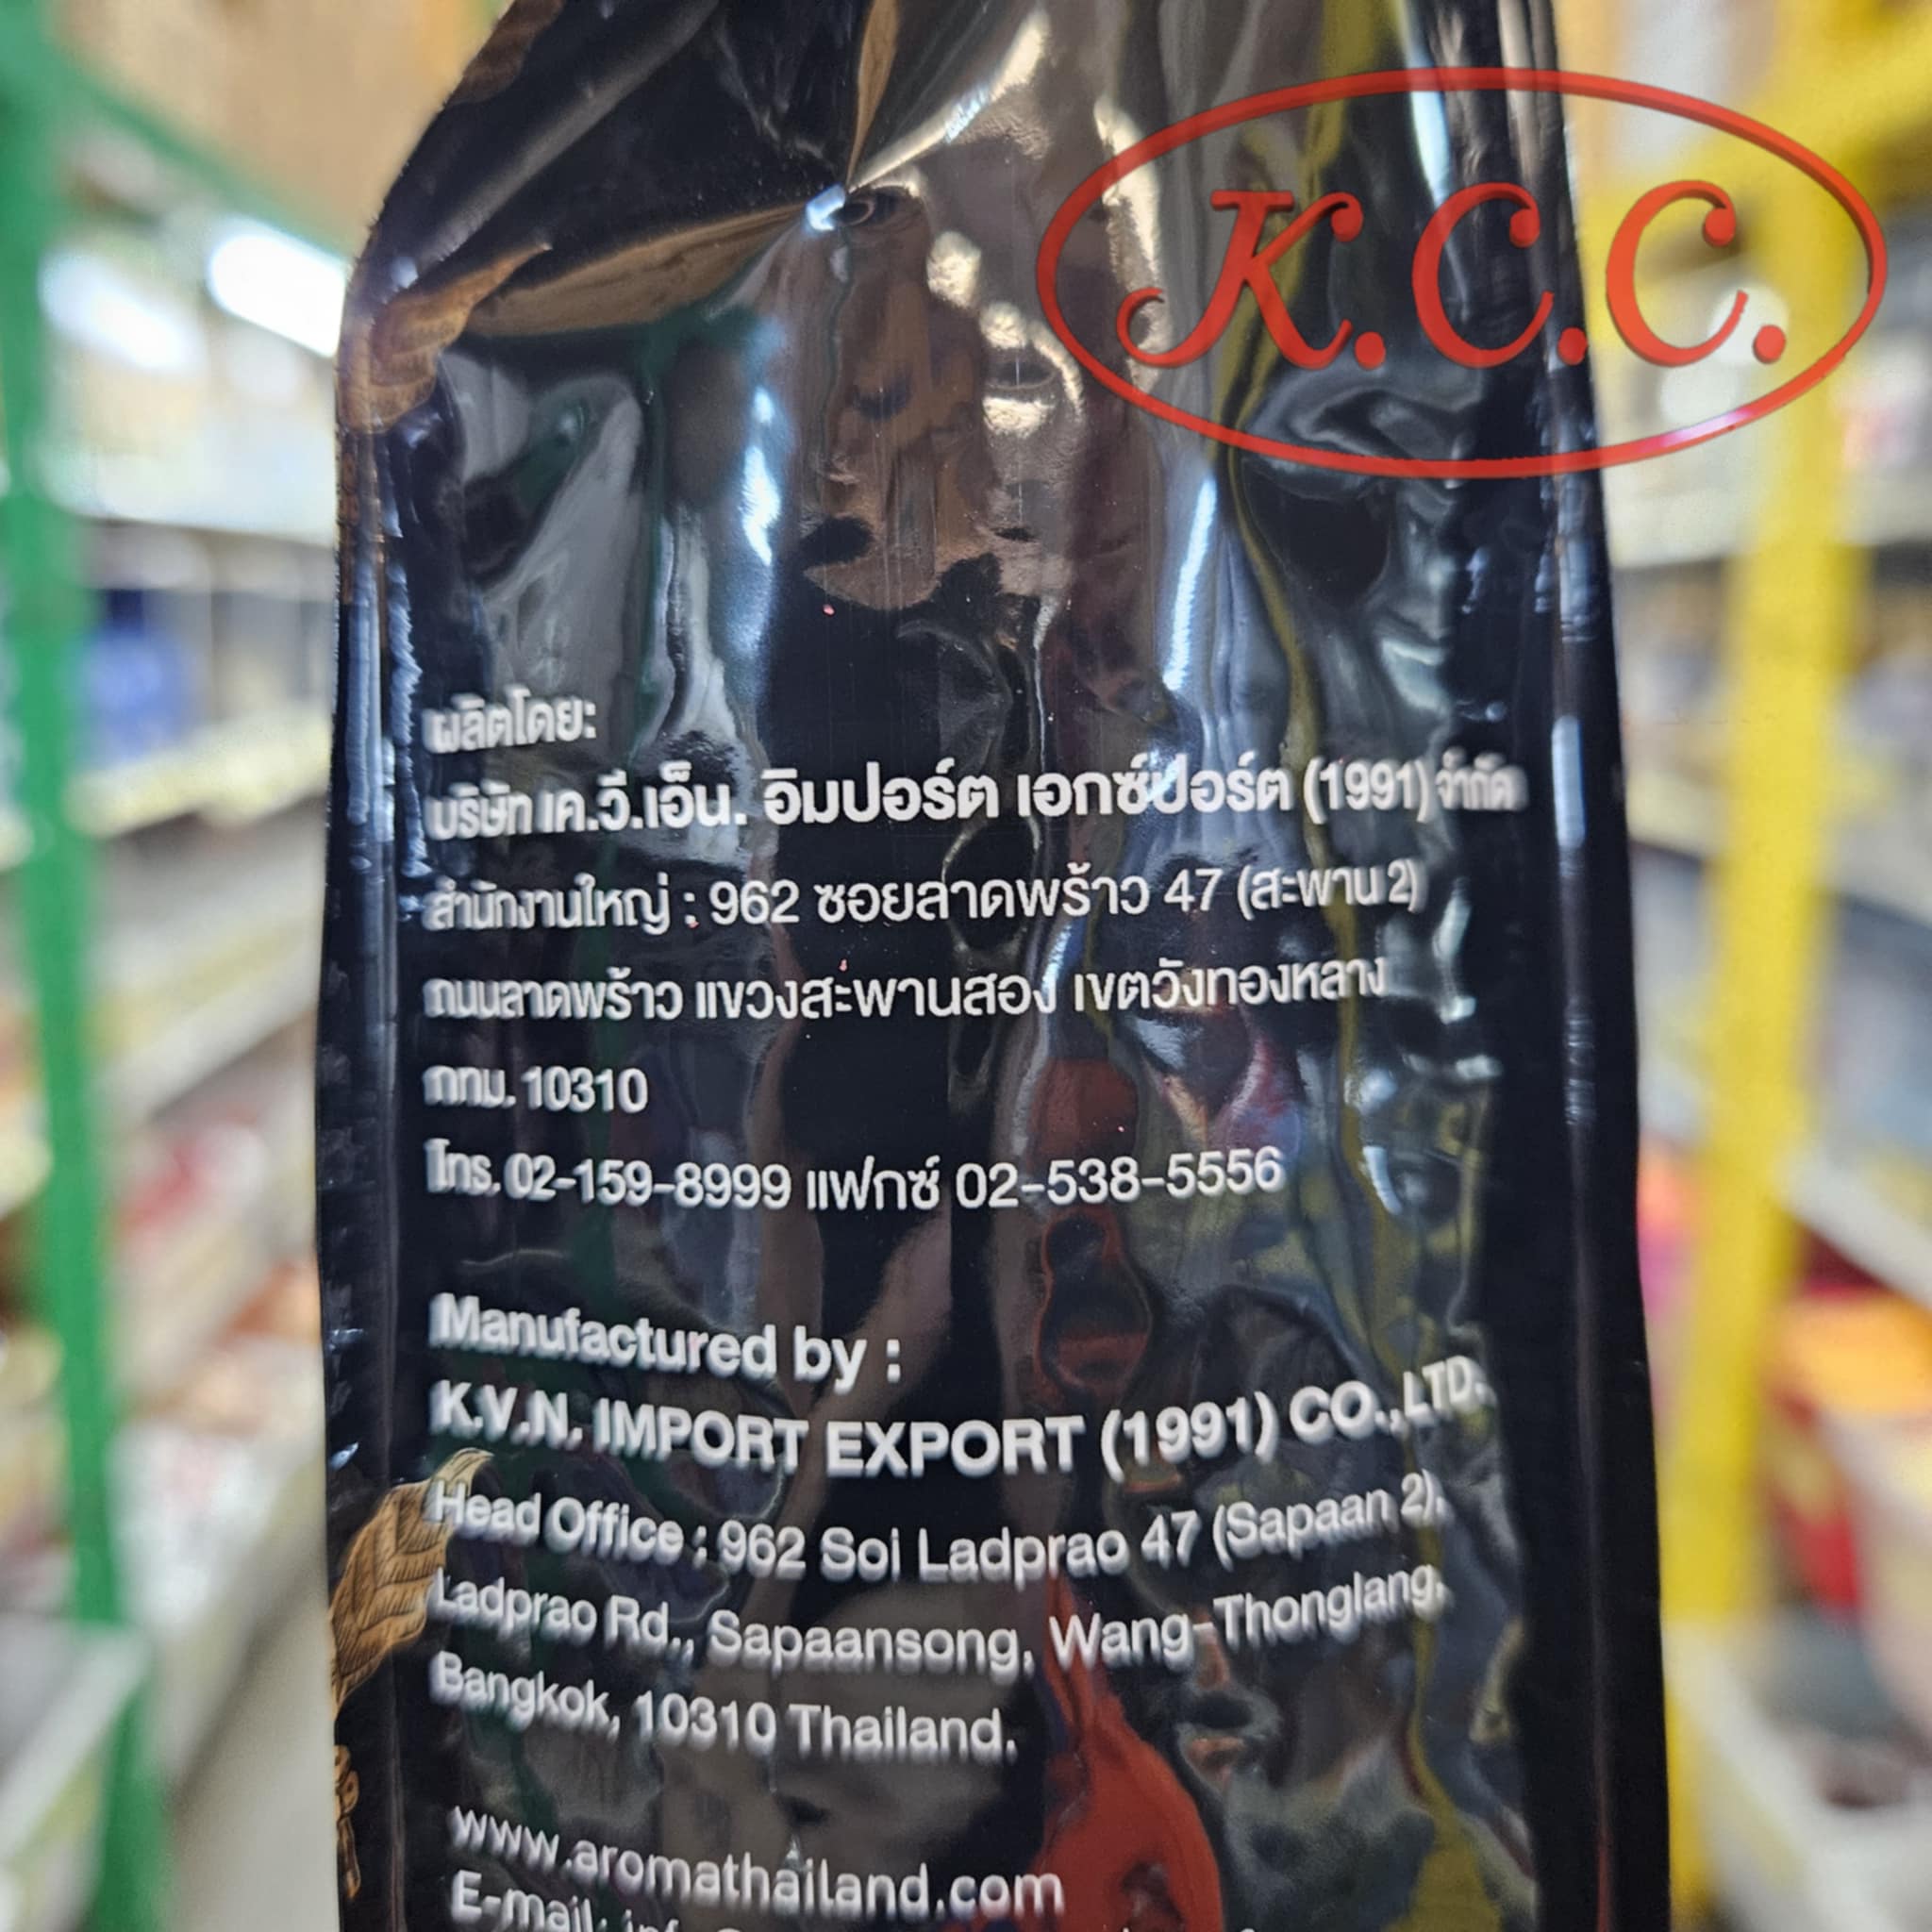 K.C.C.
ผลิตโดย:
บริษัท เค.วี.เอ็น. อิมปอร์ต เอกซ์ปอร์ต (1991) จำกัด
สำนักงานใหญ่ : 962 ซอยลาดพร้าว 47 (สะพาน 2)
ถนนลาดพร้าว แขวงสะพานสอง เขตวังทองหลาง
กทม. 10310
โทร. 02-159-8999 แฟกซ์ 02-538-5556
Manufactured by :
K.V.N. IMPORT EXPORT (1991) CO.,LTD.
Head Office : 962 Soi Ladprao 47 (Sapaan 2),
Ladprao Rd., Sapaansong, Wang-Thonglang,
Bangkok, 10310 Thailand.
www.aromathailand.com
E-mail: